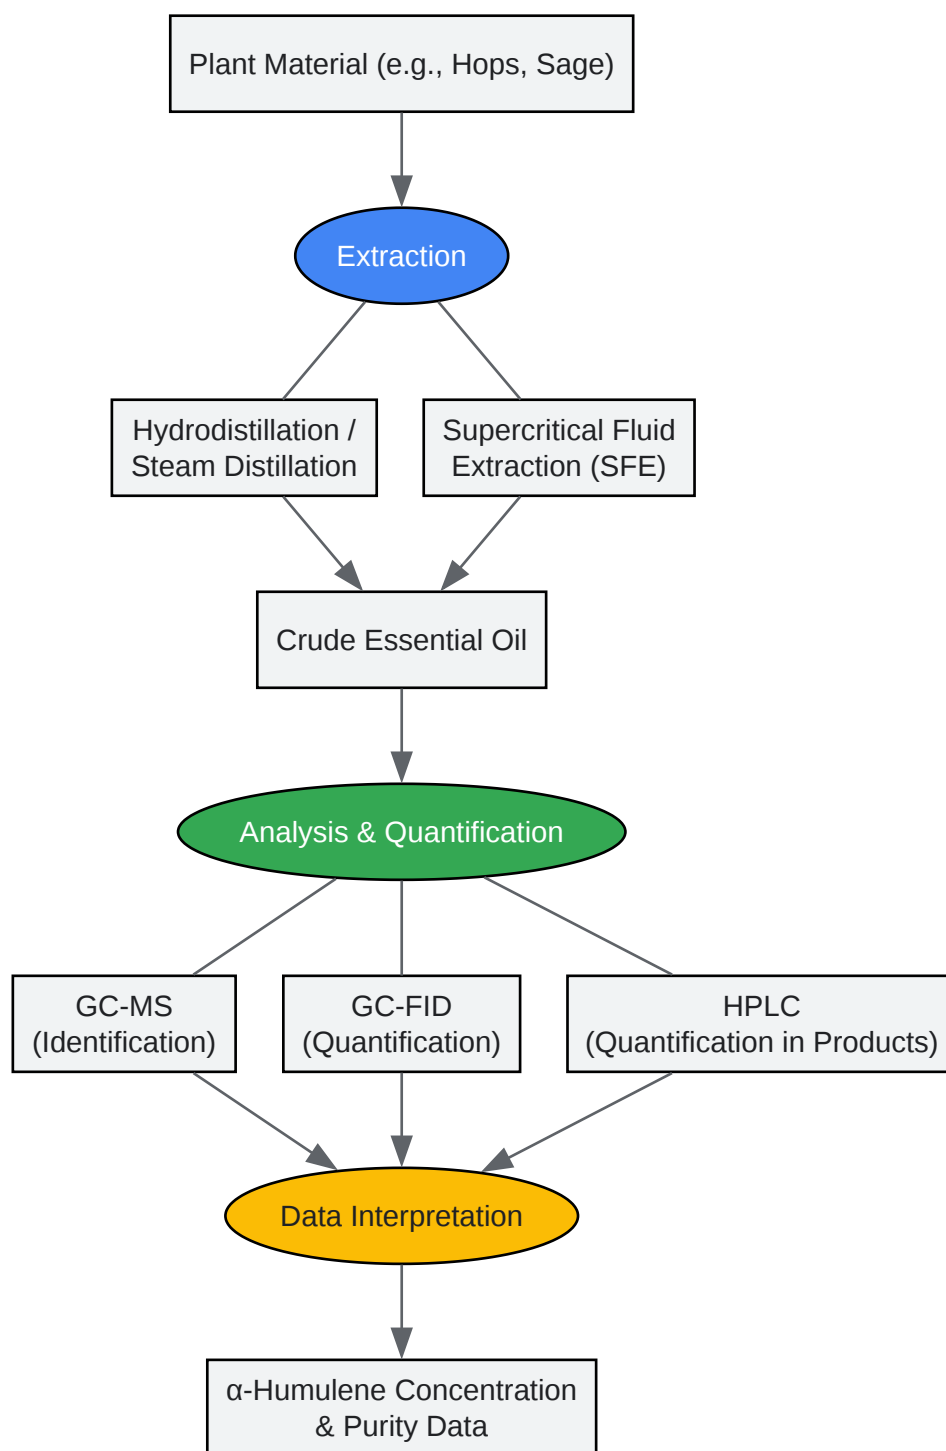 Plant Material (e.g., Hops, Sage)
Extraction
Hydrodistillation /
Steam Distillation
Supercritical Fluid
Extraction (SFE)
Crude Essential Oil
Analysis & Quantification
GC-MS
(Identification)
GC-FID
(Quantification)
HPLC
(Quantification in Products)
Data Interpretation
α-Humulene Concentration
& Purity Data